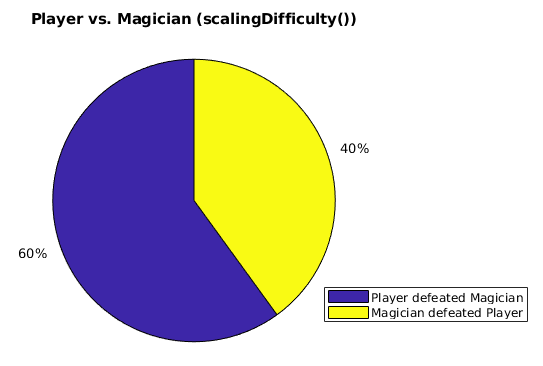 Player vs. Magician (scalingDifficulty())
40%
60%
Player defeated Magician
Magician defeated Player